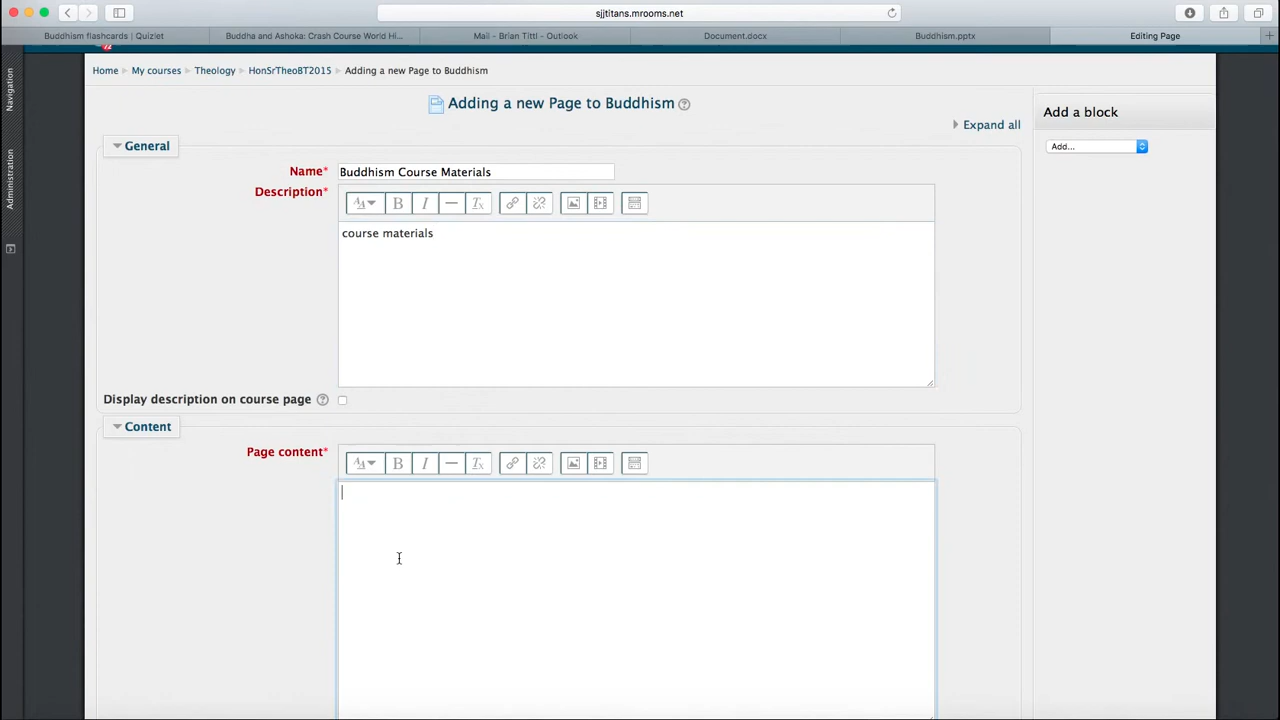 sjjtitans.mrooms.net
Buddhism flashcards | Quizlet
Buddha and Ashoka: Crash Course World Hi...
Mail - Brian Tittl - Outlook
Document.docx
Buddhism.pptx
Editing Page
Home ▶ My courses ▶ Theology ▶ HonSrTheoBT2015 ▶ Adding a new Page to Buddhism
Navigation
Administration
Adding a new Page to Buddhism
Expand all
Add a block
Add...
General
Name*
Buddhism Course Materials
Description*
course materials
Display description on course page
Content
Page content*